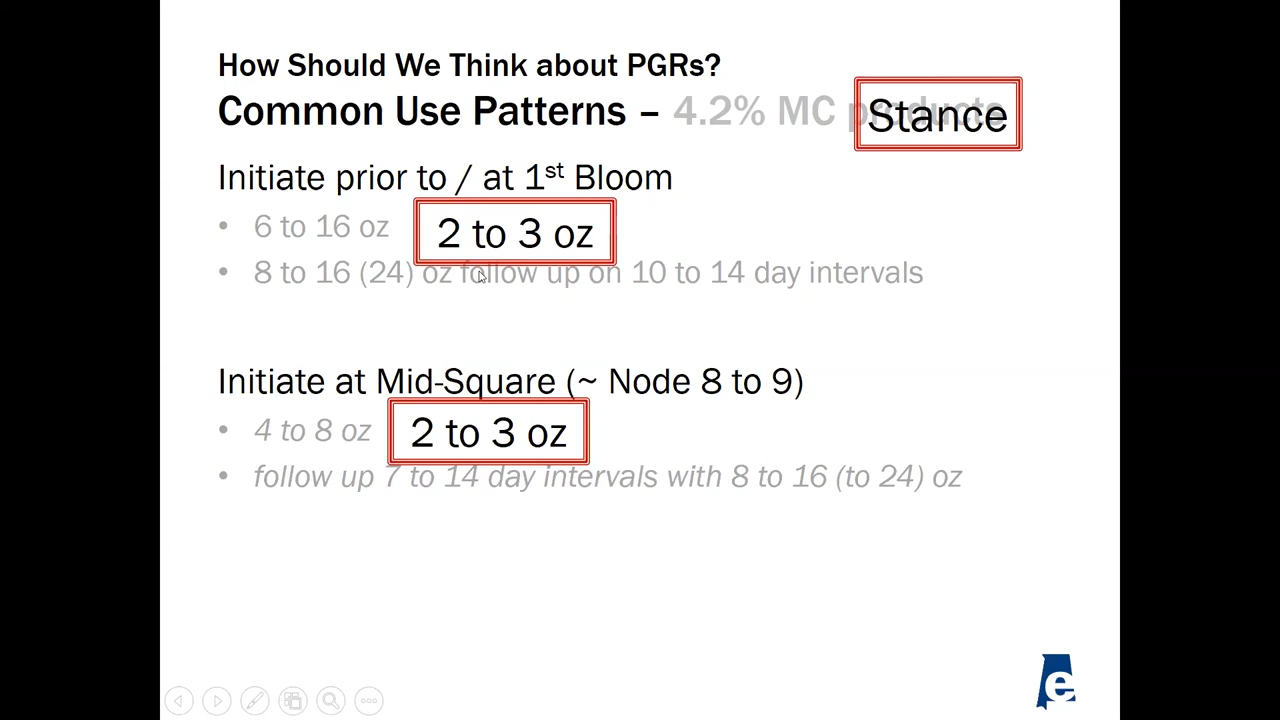 How Should We Think about PGRs?
Common Use Patterns – 4.2% MC products
Stance
Initiate prior to / at 1st Bloom
• 6 to 16 oz
2 to 3 oz
• 8 to 16 (24) oz follow up on 10 to 14 day intervals
Initiate at Mid-Square (~ Node 8 to 9)
• 4 to 8 oz
2 to 3 oz
• follow up 7 to 14 day intervals with 8 to 16 (to 24) oz
e